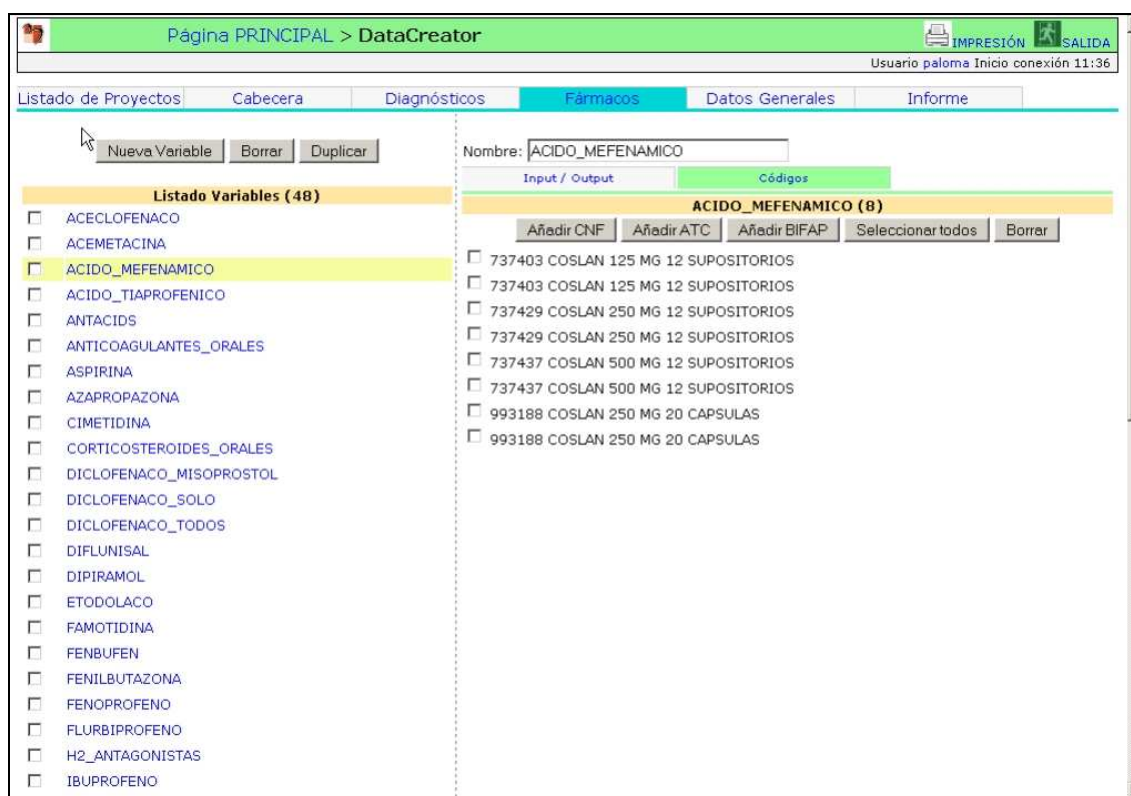 Página PRINCIPAL > DataCreator
IMPRESIÓN SALIDA
Usuario paloma Inicio conexión 11:36
Listado de Proyectos Cabecera Diagnósticos Fármacos Datos Generales Informe
Nueva Variable Borrar Duplicar
Listado Variables (48)
ACECLOFENACO
ACEMETACINA
ACIDO_MEFENAMICO
ACIDO_TIAPROFENICO
ANTACIDS
ANTICOAGULANTES_ORALES
ASPIRINA
AZAPROPAZONA
CIMETIDINA
CORTICOSTEROIDES_ORALES
DICLOFENACO_MISOPROSTOL
DICLOFENACO_SOLO
DICLOFENACO_TODOS
DIFLUNISAL
DIPIRAMOL
ETODOLACO
FAMOTIDINA
FENBUFEN
FENILBUTAZONA
FENOPROFENO
FLURBIPROFENO
H2_ANTAGONISTAS
IBUPROFENO
Nombre: ACIDO_MEFENAMICO
Input / Output Códigos
ACIDO_MEFENAMICO (8)
Añadir CNF Añadir ATC Añadir BIFAP Seleccionar todos Borrar
737403 COSLAN 125 MG 12 SUPOSITORIOS
737403 COSLAN 125 MG 12 SUPOSITORIOS
737429 COSLAN 250 MG 12 SUPOSITORIOS
737429 COSLAN 250 MG 12 SUPOSITORIOS
737437 COSLAN 500 MG 12 SUPOSITORIOS
737437 COSLAN 500 MG 12 SUPOSITORIOS
993188 COSLAN 250 MG 20 CAPSULAS
993188 COSLAN 250 MG 20 CAPSULAS